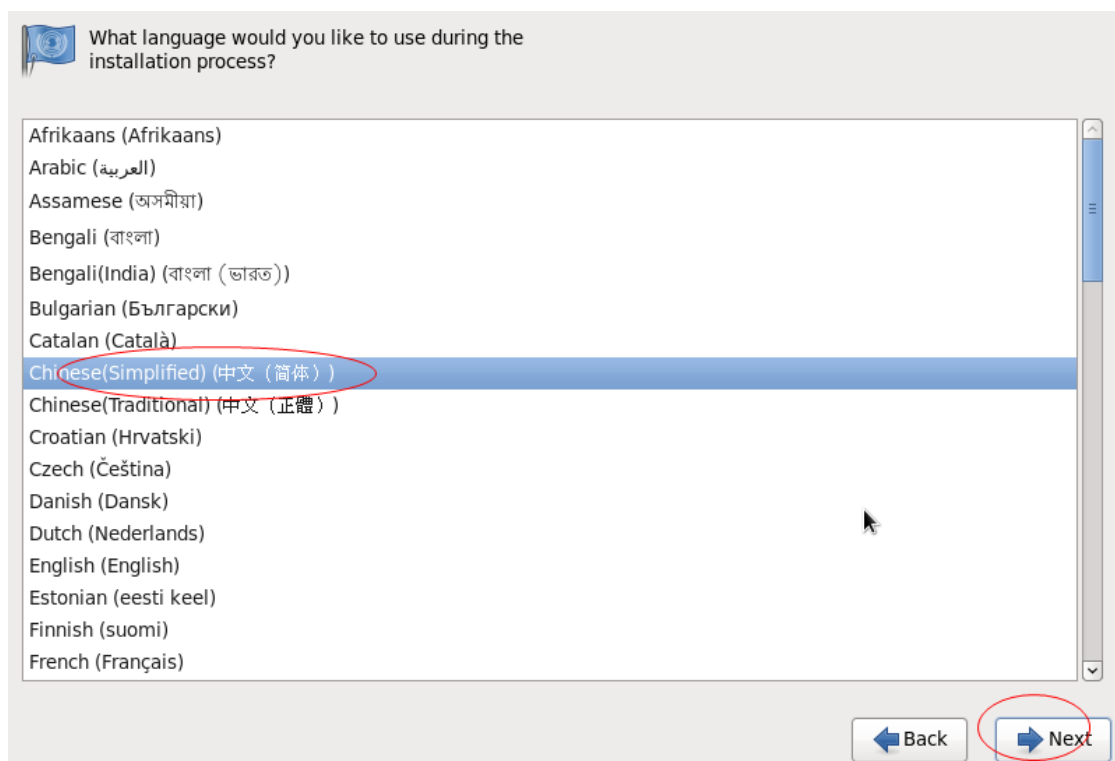 What language would you like to use during the
installation process?
Afrikaans (Afrikaans)
Arabic (العربية)
Assamese (অসমীয়া)
Bengali (বাংলা)
Bengali(India) (বাংলা (ভারত))
Bulgarian (Български)
Catalan (Català)
Chinese(Simplified) (中文（简体）)
Chinese(Traditional) (中文（正體）)
Croatian (Hrvatski)
Czech (Čeština)
Danish (Dansk)
Dutch (Nederlands)
English (English)
Estonian (eesti keel)
Finnish (suomi)
French (Français)
Back
Next